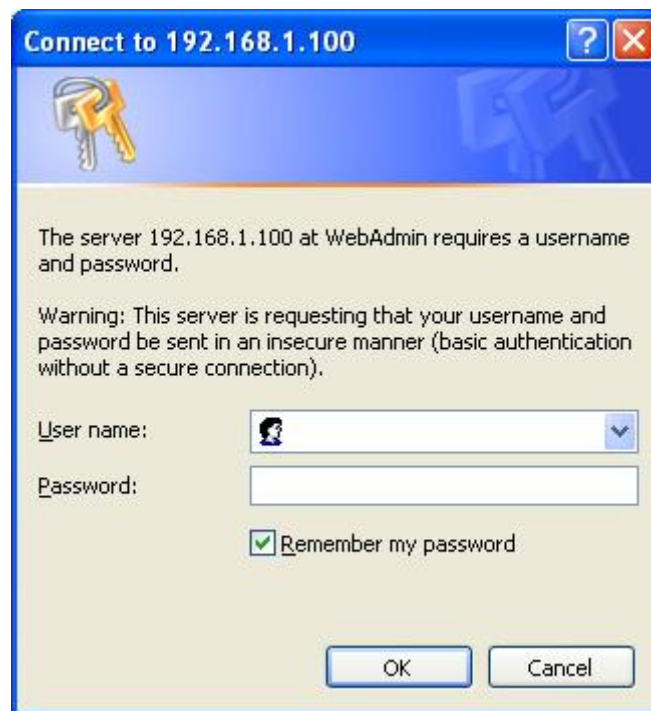 Connect to 192.168.1.100
The server 192.168.1.100 at WebAdmin requires a username
and password.
Warning: This server is requesting that your username and
password be sent in an insecure manner (basic authentication
without a secure connection).
User name:
Password:
Remember my password
OK Cancel